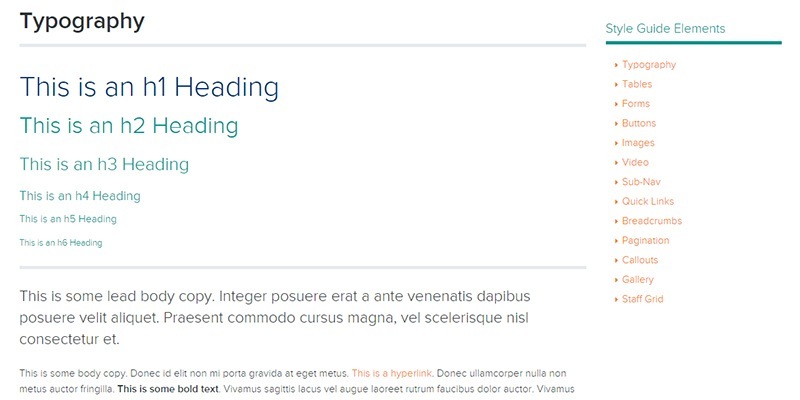 Typography
This is an h1 Heading
This is an h2 Heading
This is an h3 Heading
This is an h4 Heading
This is an h5 Heading
This is an h6 Heading
This is some lead body copy. Integer posuere erat a ante venenatis dapibus
posuere velit aliquet. Praesent commodo cursus magna, vel scelerisque nisl
consectetur et.
This is some body copy. Donec id elit non mi porta gravida at eget metus. This is a hyperlink. Donec ullamcorper nulla non
metus auctor fringilla. This is some bold text. Vivamus sagittis lacus vel augue laoreet rutrum faucibus dolor auctor. Vivamus
Style Guide Elements
Typography
Tables
Forms
Buttons
Images
Video
Sub-Nav
Quick Links
Breadcrumbs
Pagination
Callouts
Gallery
Staff Grid